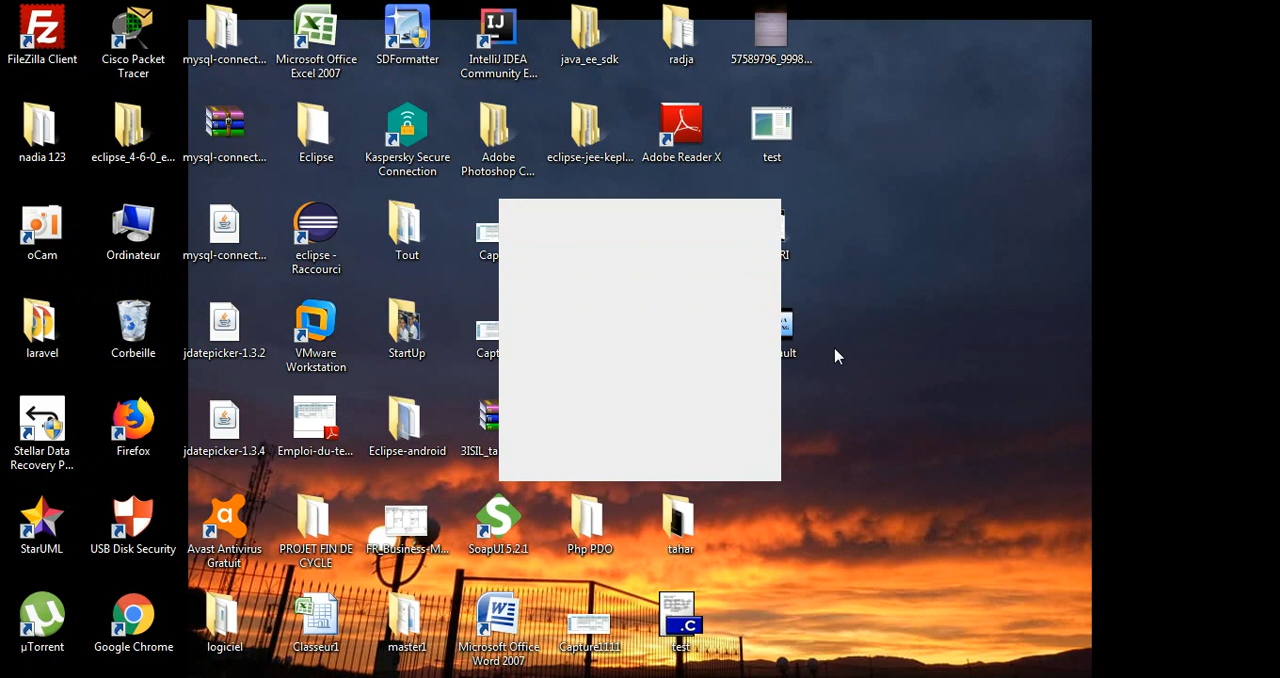 FileZilla Client
Cisco Packet
Tracer
mysql-connect...
Microsoft Office
Excel 2007
SDFormatter
IntelliJ IDEA
Community E...
java_ee_sdk
radja
57589796_9998...
nadia 123
eclipse_4-6-0_e...
mysql-connect...
Eclipse
Kaspersky Secure
Connection
Adobe
Photoshop C...
eclipse-jee-kepl...
Adobe Reader X
test
oCam
Ordinateur
mysql-connect...
eclipse -
Raccourci
Tout
Cap
RI
laravel
Corbeille
jdatepicker-1.3.2
VMware
Workstation
StartUp
Capt
ault
Stellar Data
Recovery P...
Firefox
jdatepicker-1.3.4
Emploi-du-te...
Eclipse-android
3ISIL_ta
StarUML
USB Disk Security
Avast Antivirus
Gratuit
PROJET FIN DE
CYCLE
FR_Business-M...
SoapUI 5.2.1
Php PDO
tahar
µTorrent
Google Chrome
logiciel
Classeur1
master1
Microsoft Office
Word 2007
Capture1111
DEV
.C
test